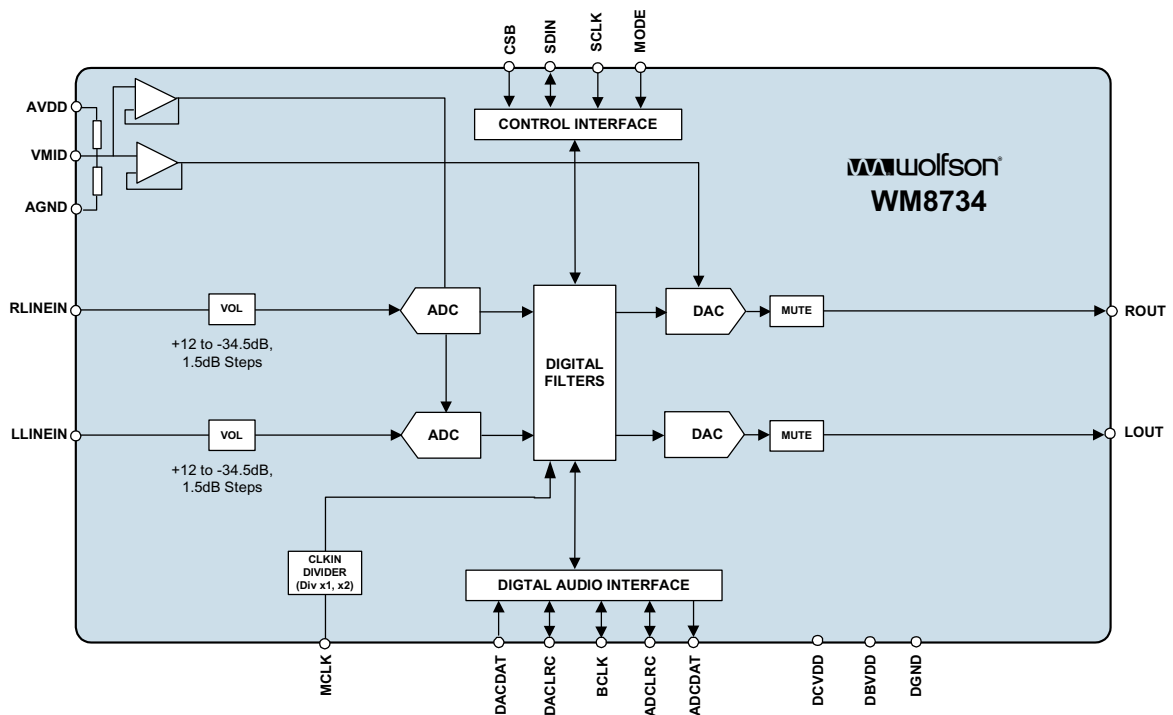 CSB
SDIN
SCLK
MODE
AVDD
VMID
AGND
CONTROL INTERFACE
wolfson®
WM8734
RLINEIN
VOL
+12 to -34.5dB,
1.5dB Steps
ADC
DAC
MUTE
ROUT
DIGITAL
FILTERS
LLINEIN
VOL
+12 to -34.5dB,
1.5dB Steps
ADC
DAC
MUTE
LOUT
CLKIN
DIVIDER
(Div x1, x2)
DIGTAL AUDIO INTERFACE
MCLK
DACDAT
DACLRC
BCLK
ADCLRC
ADCDAT
DCVDD
DBVDD
DGND